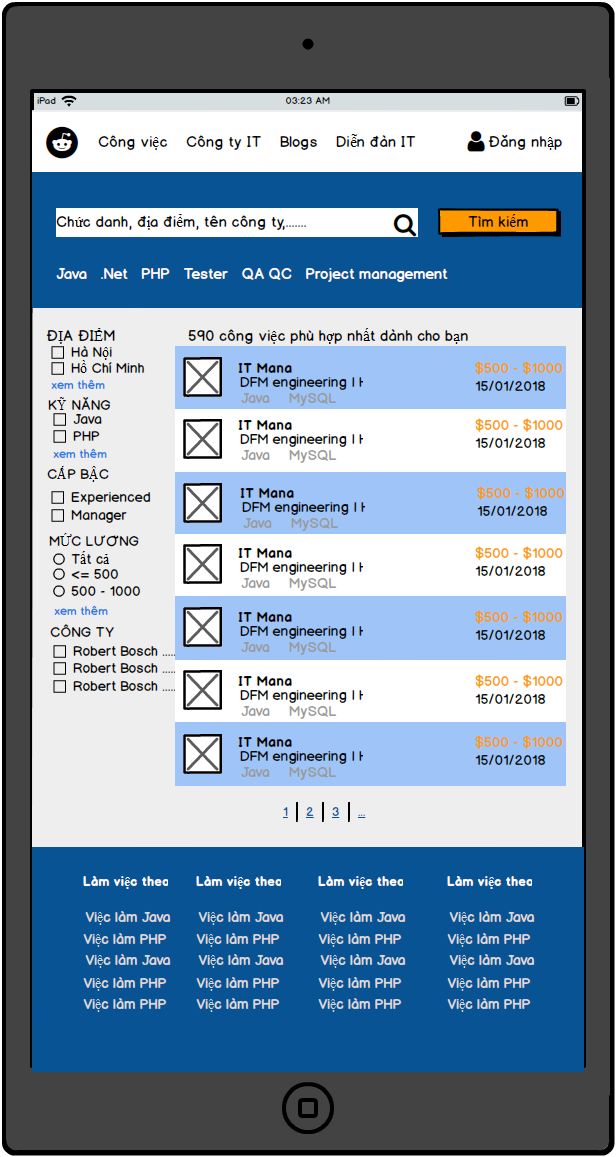 iPad 03:23 AM
Công việc Công ty IT Blogs Diễn đàn IT Đăng nhập
Chức danh, địa điểm, tên công ty,....... Tìm kiếm
Java .Net PHP Tester QA QC Project management
590 công việc phù hợp nhất dành cho bạn
ĐỊA ĐIỂM
Hà Nội
Hồ Chí Minh
xem thêm
KỸ NĂNG
Java
PHP
xem thêm
CẤP BẬC
Experienced
Manager
MỨC LƯƠNG
Tất cả
<= 500
500 - 1000
xem thêm
CÔNG TY
Robert Bosch .....
Robert Bosch .....
Robert Bosch .....
IT Mana $500 - $1000
DFM engineering I H 15/01/2018
Java MySQL
IT Mana $500 - $1000
DFM engineering I H 15/01/2018
Java MySQL
IT Mana $500 - $1000
DFM engineering I H 15/01/2018
Java MySQL
IT Mana $500 - $1000
DFM engineering I H 15/01/2018
Java MySQL
IT Mana $500 - $1000
DFM engineering I H 15/01/2018
Java MySQL
IT Mana $500 - $1000
DFM engineering I H 15/01/2018
Java MySQL
IT Mana $500 - $1000
DFM engineering I H 15/01/2018
Java MySQL
1 2 3 ...
Làm việc theo Làm việc theo Làm việc theo Làm việc theo
Việc làm Java Việc làm Java Việc làm Java Việc làm Java
Việc làm PHP Việc làm PHP Việc làm PHP Việc làm PHP
Việc làm Java Việc làm Java Việc làm Java Việc làm Java
Việc làm PHP Việc làm PHP Việc làm PHP Việc làm PHP
Việc làm PHP Việc làm PHP Việc làm PHP Việc làm PHP